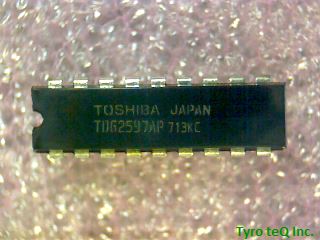 TOSHIBA JAPAN
TD62597AP 713KC
Tyro teQ Inc.